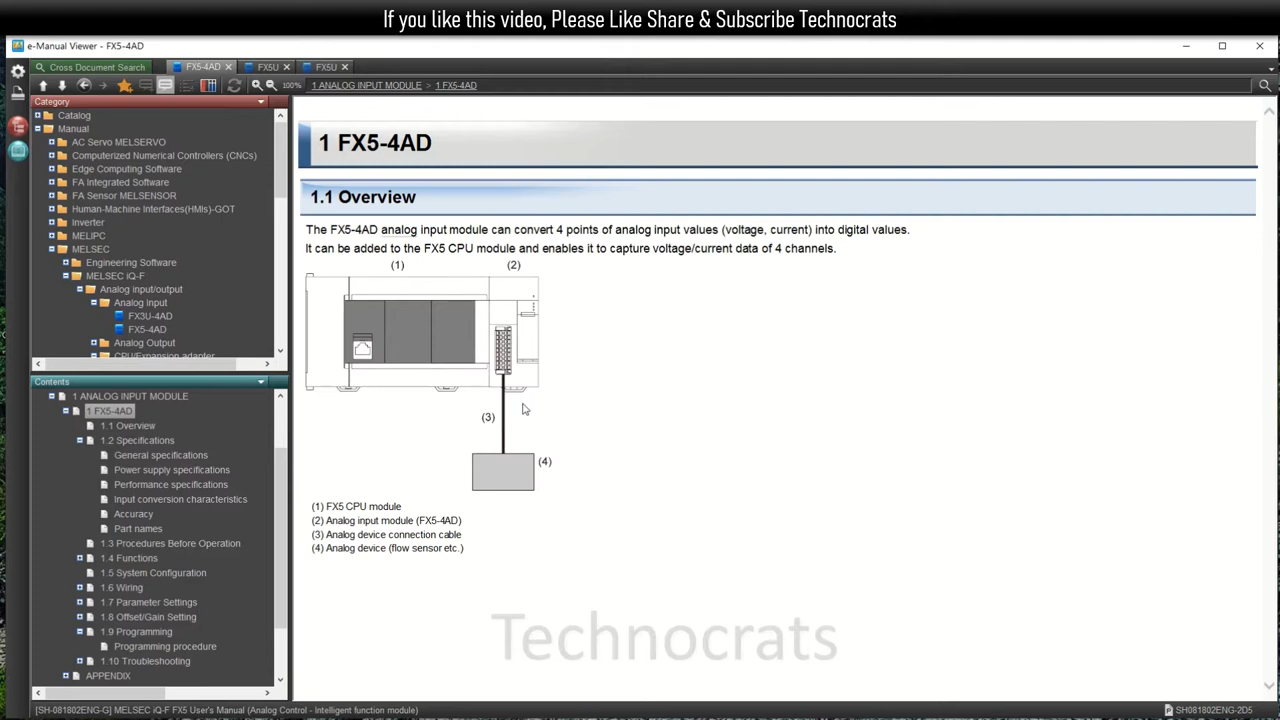 If you like this video, Please Like Share & Subscribe Technocrats
e-Manual Viewer - FX5-4AD
Cross Document Search
FX5-4AD
FX5U
FX5U
100%
1 ANALOG INPUT MODULE > 1 FX5-4AD
Category
Catalog
Manual
AC Servo MELSERVO
Computerized Numerical Controllers (CNCs)
Edge Computing Software
FA Integrated Software
FA Sensor MELSENSOR
Human-Machine Interfaces(HMIs)-GOT
Inverter
MELIPC
MELSEC
Engineering Software
MELSEC iQ-F
Analog input/output
Analog Input
FX3U-4AD
FX5-4AD
Analog Output
CPU/Expansion adapter
Contents
1 ANALOG INPUT MODULE
1 FX5-4AD
1.1 Overview
1.2 Specifications
General specifications
Power supply specifications
Performance specifications
Input conversion characteristics
Accuracy
Part names
1.3 Procedures Before Operation
1.4 Functions
1.5 System Configuration
1.6 Wiring
1.7 Parameter Settings
1.8 Offset/Gain Setting
1.9 Programming
Programming procedure
1.10 Troubleshooting
APPENDIX
1 FX5-4AD
1.1 Overview
The FX5-4AD analog input module can convert 4 points of analog input values (voltage, current) into digital values.
It can be added to the FX5 CPU module and enables it to capture voltage/current data of 4 channels.
(1)
(2)
(3)
(4)
(1) FX5 CPU module
(2) Analog input module (FX5-4AD)
(3) Analog device connection cable
(4) Analog device (flow sensor etc.)
Technocrats
[SH-081802ENG-G] MELSEC iQ-F FX5 User's Manual (Analog Control - Intelligent function module)
SH081802ENG-2D5